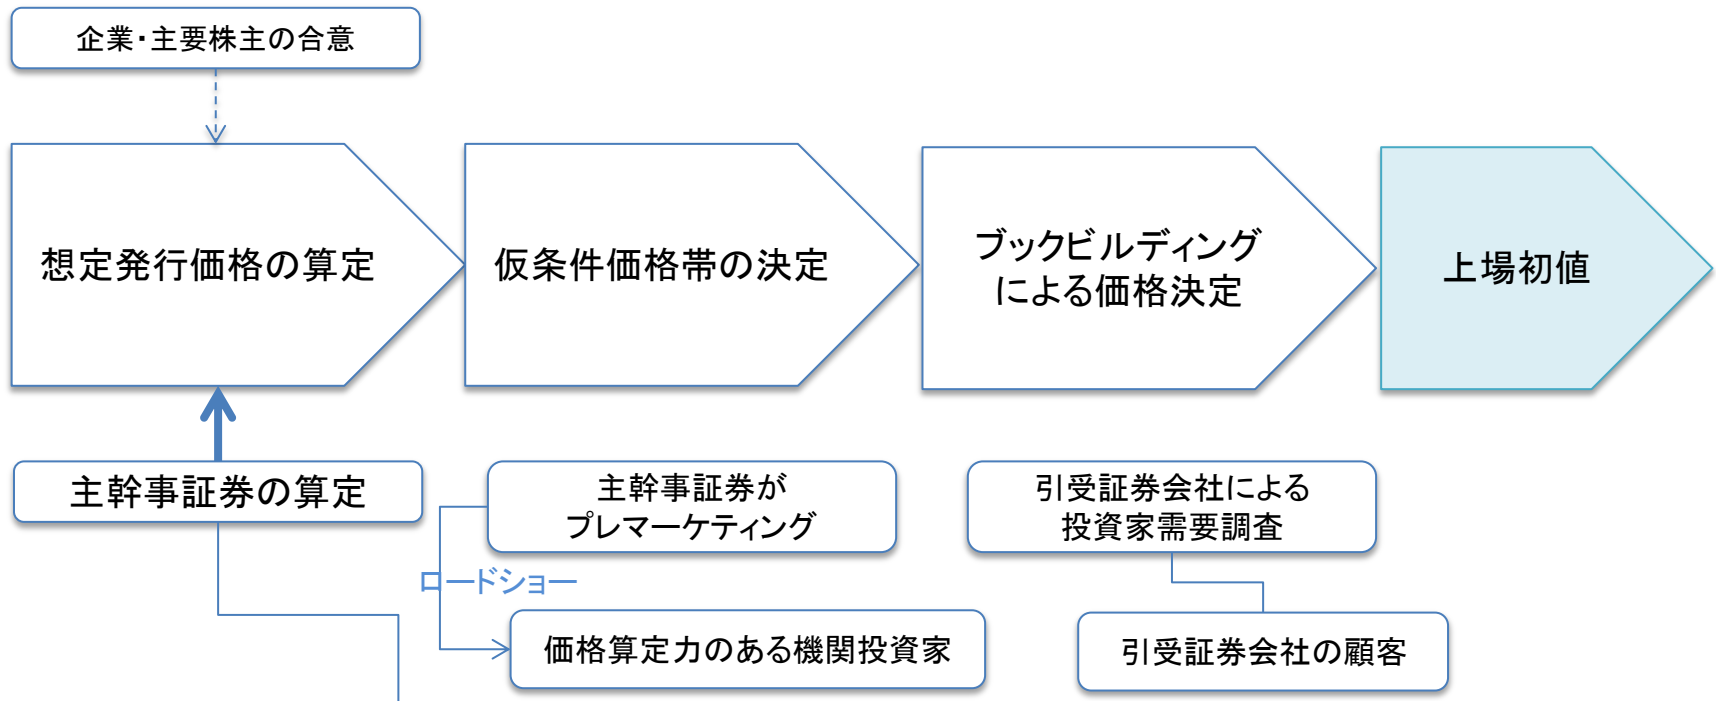 企業・主要株主の合意
想定発行価格の算定
仮条件価格帯の決定
ブックビルディング
による価格決定
上場初値
主幹事証券の算定
主幹事証券が
プレマーケティング
引受証券会社による
投資家需要調査
ロードショー
価格算定力のある機関投資家
引受証券会社の顧客